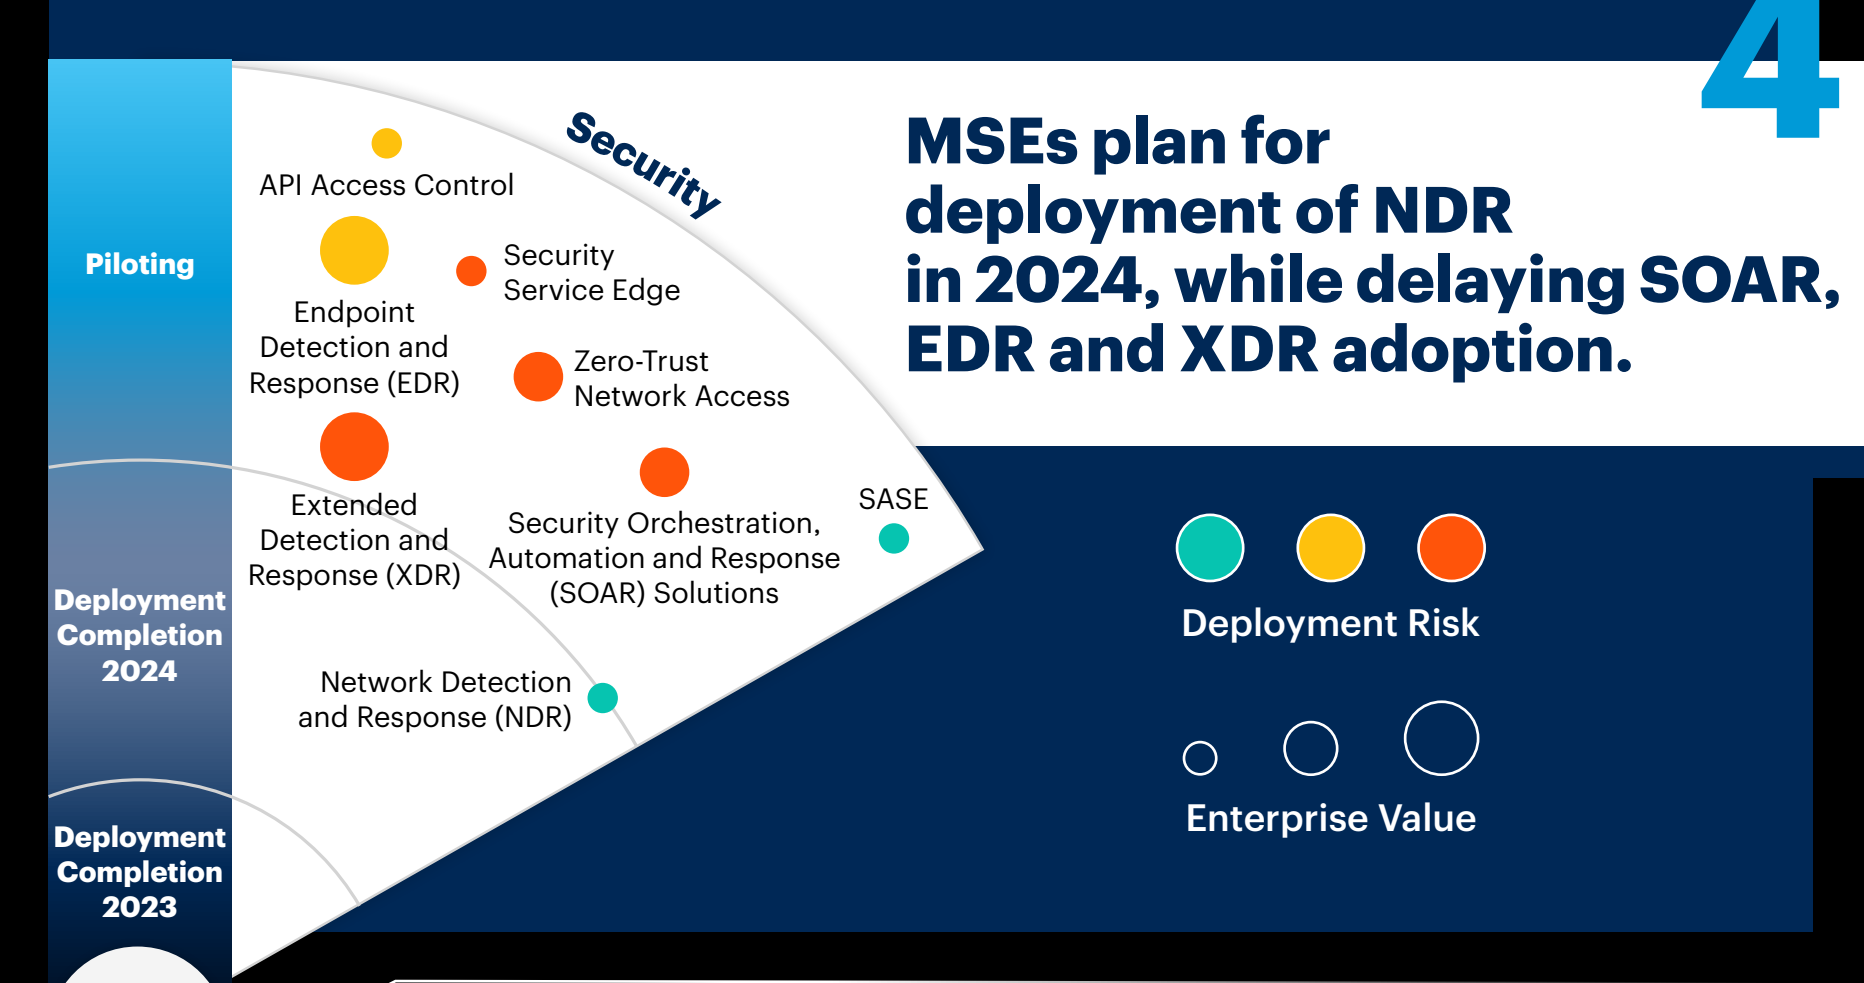 4
Security
MSEs plan for
deployment of NDR
in 2024, while delaying SOAR,
EDR and XDR adoption.
Piloting
Deployment
Completion
2024
Deployment
Completion
2023
API Access Control
Endpoint
Detection and
Response (EDR)
Security
Service Edge
Zero-Trust
Network Access
Extended
Detection and
Response (XDR)
Security Orchestration,
Automation and Response
(SOAR) Solutions
SASE
Network Detection
and Response (NDR)
Deployment Risk
Enterprise Value